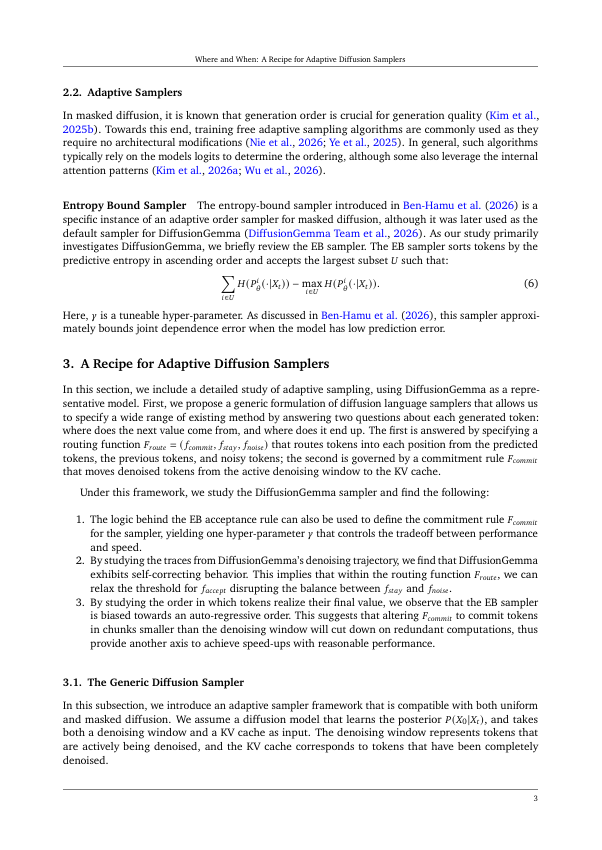 Where and When: A Recipe for Adaptive Diffusion Samplers
2.2. Adaptive Samplers
In masked diffusion, it is known that generation order is crucial for generation quality (Kim et al.,
2025b). Towards this end, training free adaptive sampling algorithms are commonly used as they
require no architectural modifications (Nie et al., 2026; Ye et al., 2025). In general, such algorithms
typically rely on the models logits to determine the ordering, although some also leverage the internal
attention patterns (Kim et al., 2026a; Wu et al., 2026).
Entropy Bound Sampler The entropy-bound sampler introduced in Ben-Hamu et al. (2026) is a
specific instance of an adaptive order sampler for masked diffusion, although it was later used as the
default sampler for DiffusionGemma (DiffusionGemma Team et al., 2026). As our study primarily
investigates DiffusionGemma, we briefly review the EB sampler. The EB sampler sorts tokens by the
predictive entropy in ascending order and accepts the largest subset U such that:
∑_{i∈U} H(P^i_θ(·|X_t)) − max_{i∈U} H(P^i_θ(·|X_t)). (6)
Here, γ is a tuneable hyper-parameter. As discussed in Ben-Hamu et al. (2026), this sampler approxi-
mately bounds joint dependence error when the model has low prediction error.
3. A Recipe for Adaptive Diffusion Samplers
In this section, we include a detailed study of adaptive sampling, using DiffusionGemma as a repre-
sentative model. First, we propose a generic formulation of diffusion language samplers that allows us
to specify a wide range of existing method by answering two questions about each generated token:
where does the next value come from, and where does it end up. The first is answered by specifying a
routing function F_route = (f_commit, f_stay, f_noise) that routes tokens into each position from the predicted
tokens, the previous tokens, and noisy tokens; the second is governed by a commitment rule F_commit
that moves denoised tokens from the active denoising window to the KV cache.
Under this framework, we study the DiffusionGemma sampler and find the following:
1. The logic behind the EB acceptance rule can also be used to define the commitment rule F_commit
for the sampler, yielding one hyper-parameter γ that controls the tradeoff between performance
and speed.
2. By studying the traces from DiffusionGemma's denoising trajectory, we find that DiffusionGemma
exhibits self-correcting behavior. This implies that within the routing function F_route, we can
relax the threshold for f_accept disrupting the balance between f_stay and f_noise.
3. By studying the order in which tokens realize their final value, we observe that the EB sampler
is biased towards an auto-regressive order. This suggests that altering F_commit to commit tokens
in chunks smaller than the denoising window will cut down on redundant computations, thus
provide another axis to achieve speed-ups with reasonable performance.
3.1. The Generic Diffusion Sampler
In this subsection, we introduce an adaptive sampler framework that is compatible with both uniform
and masked diffusion. We assume a diffusion model that learns the posterior P(X_0|X_t), and takes
both a denoising window and a KV cache as input. The denoising window represents tokens that
are actively being denoised, and the KV cache corresponds to tokens that have been completely
denoised.
3